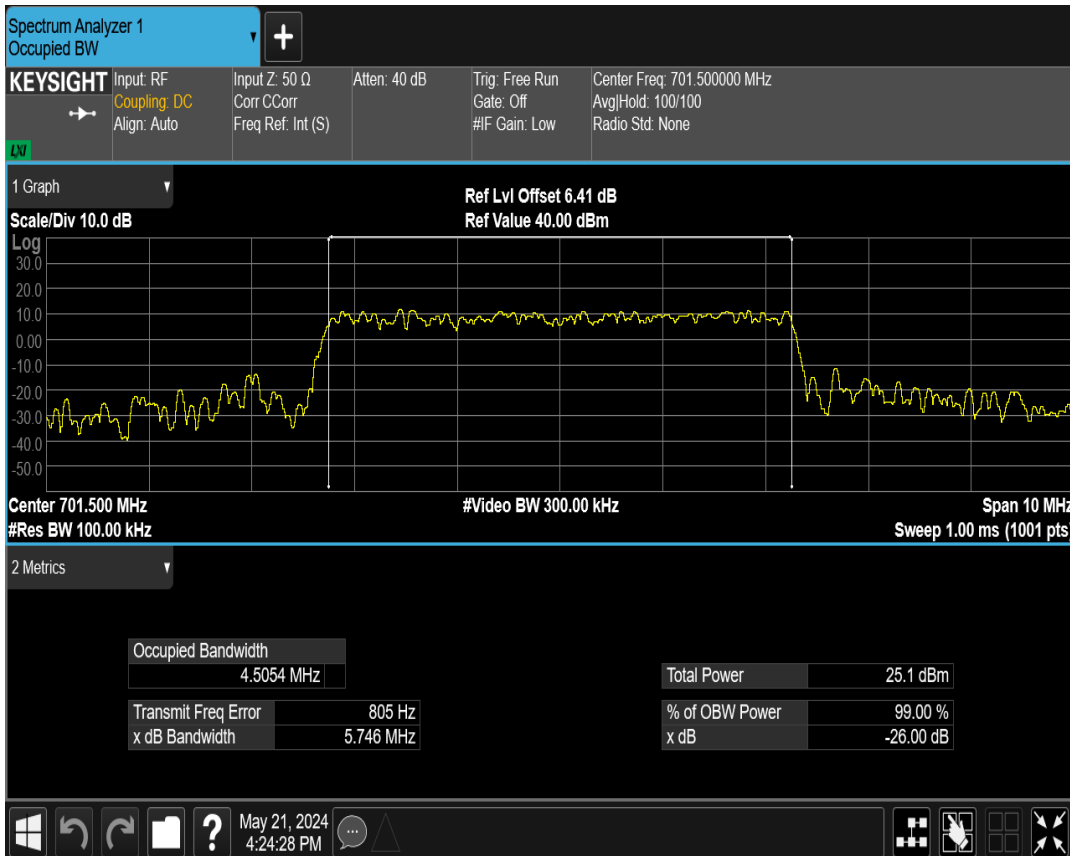 Spectrum Analyzer 1
Occupied BW
KEYSIGHT
LXI
Input: RF
Coupling: DC
Align: Auto
Input Z: 50 Ω
Corr CCorr
Freq Ref: Int (S)
Atten: 40 dB
Trig: Free Run
Gate: Off
#IF Gain: Low
Center Freq: 701.500000 MHz
Avg|Hold: 100/100
Radio Std: None
1 Graph
Scale/Div 10.0 dB
Ref Lvl Offset 6.41 dB
Ref Value 40.00 dBm
Log
30.0
20.0
10.0
0.00
-10.0
-20.0
-30.0
-40.0
-50.0
Center 701.500 MHz
#Video BW 300.00 kHz
Span 10 MHz
#Res BW 100.00 kHz
Sweep 1.00 ms (1001 pts)
2 Metrics
Occupied Bandwidth
4.5054 MHz
Total Power 25.1 dBm
Transmit Freq Error 805 Hz
% of OBW Power 99.00 %
x dB Bandwidth 5.746 MHz
x dB -26.00 dB
?
May 21, 2024
4:24:28 PM